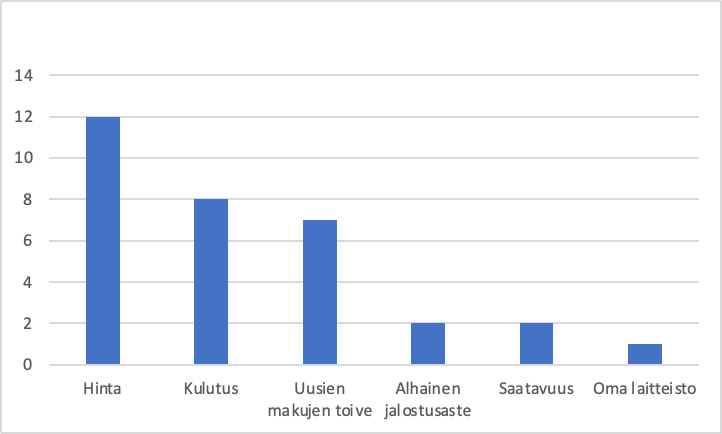 14
12
10
8
6
4
2
0
Hinta
Kulutus
Uusien
makujen toive
Alhainen
jalostusaste
Saatavuus
Oma laitteisto